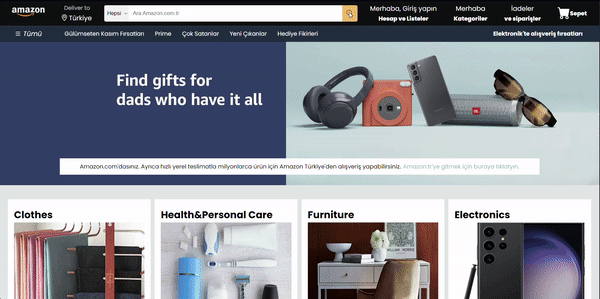 amazon
Deliver to
Türkiye
Hepsi
Ara Amazon.com.tr
Merhaba, Giriş yapın
Hesap ve Listeler
Merhaba
Kategoriler
İadeler
ve siparişler
Sepet
Tümü
Gülümseten Kasım Fırsatları
Prime
Çok Satanlar
Yeni Çıkanlar
Hediye Fikirleri
Elektronik'te alışveriş fırsatları
Find gifts for
dads who have it all
JBL
Amazon.com'dasınız. Ayrıca hızlı yerel teslimatla milyonlarca ürün için Amazon Türkiye'den alışveriş yapabilirsiniz. Amazon.tr'ye gitmek için buraya tıklatyın.
Clothes
Health&Personal Care
Furniture
Electronics